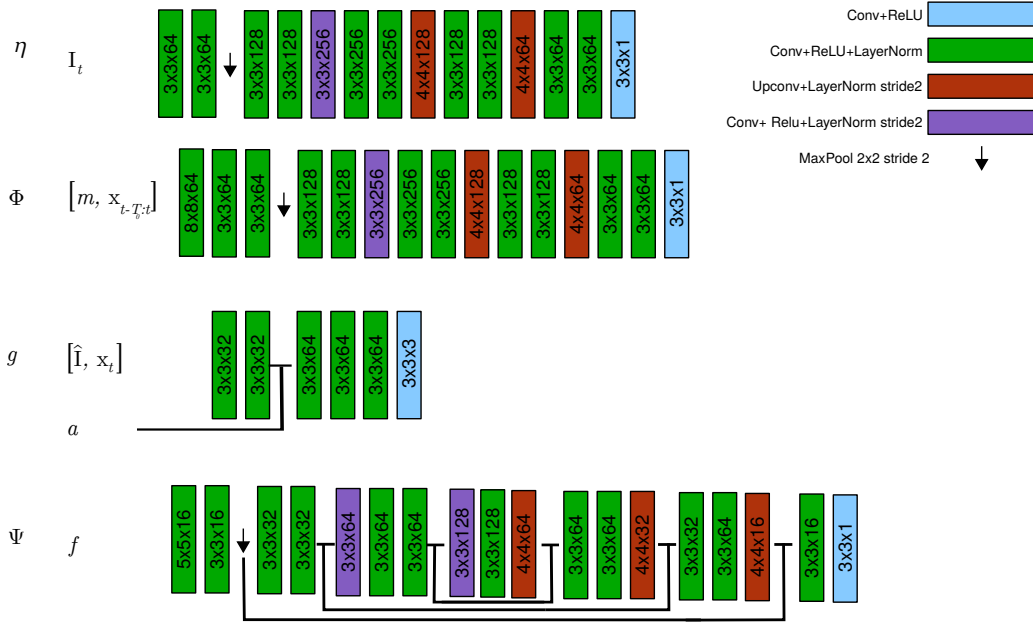 η I_t 3x3x64 3x3x64 3x3x128 3x3x128 3x3x256 3x3x256 3x3x256 4x4x128 3x3x128 3x3x128 4x4x64 3x3x64 3x3x64 3x3x1
Conv+ReLU
Conv+ReLU+LayerNorm
Upconv+LayerNorm stride2
Conv+ Relu+LayerNorm stride2
MaxPool 2x2 stride 2
Φ [m, x_{t-T_0:t}] 8x8x64 3x3x64 3x3x64 3x3x128 3x3x128 3x3x256 3x3x256 3x3x256 4x4x128 3x3x128 3x3x128 4x4x64 3x3x64 3x3x64 3x3x1
g [Î, x_t] 3x3x32 3x3x32 3x3x64 3x3x64 3x3x64 3x3x3
a
Ψ f 5x5x16 3x3x16 3x3x32 3x3x32 3x3x64 3x3x64 3x3x64 3x3x128 3x3x128 4x4x64 3x3x64 3x3x64 4x4x32 3x3x32 3x3x64 4x4x16 3x3x16 3x3x1